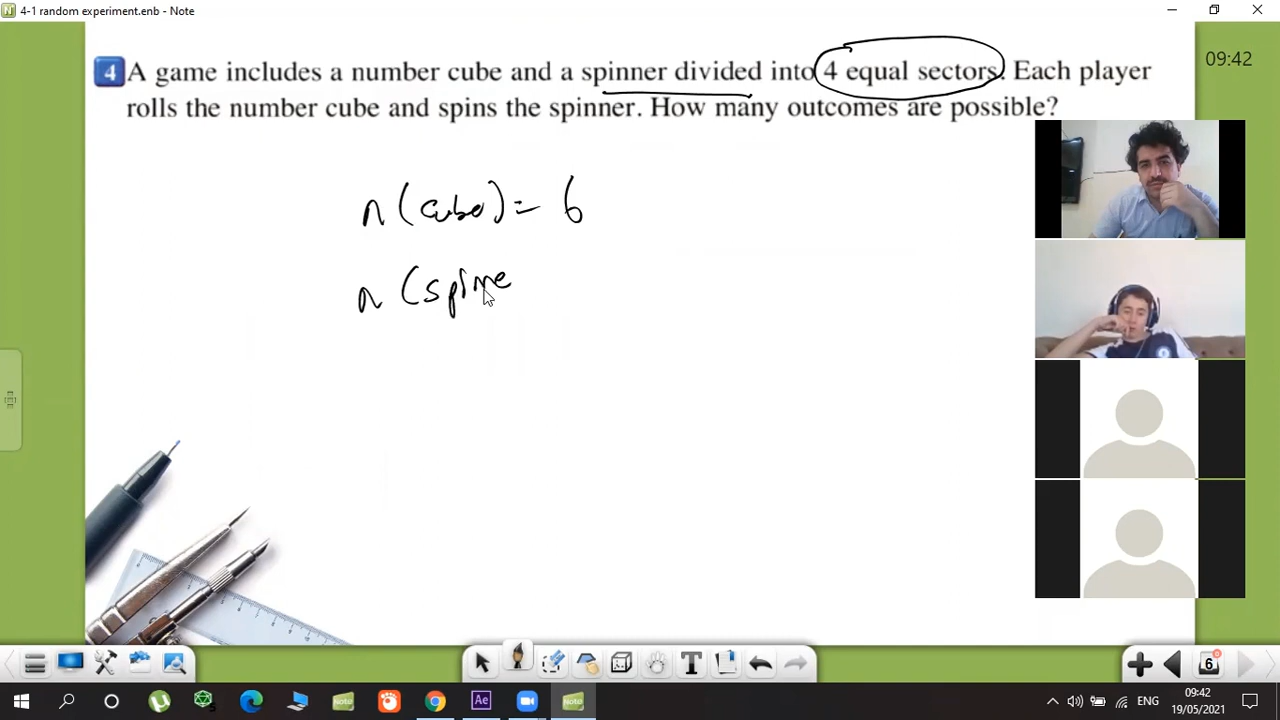 4-1 random experiment.enb - Note
09:42
4 A game includes a number cube and a spinner divided into 4 equal sectors. Each player
rolls the number cube and spins the spinner. How many outcomes are possible?
n (cube) = 6
n (spine
6
Ae
Note
ENG
09:42
19/05/2021